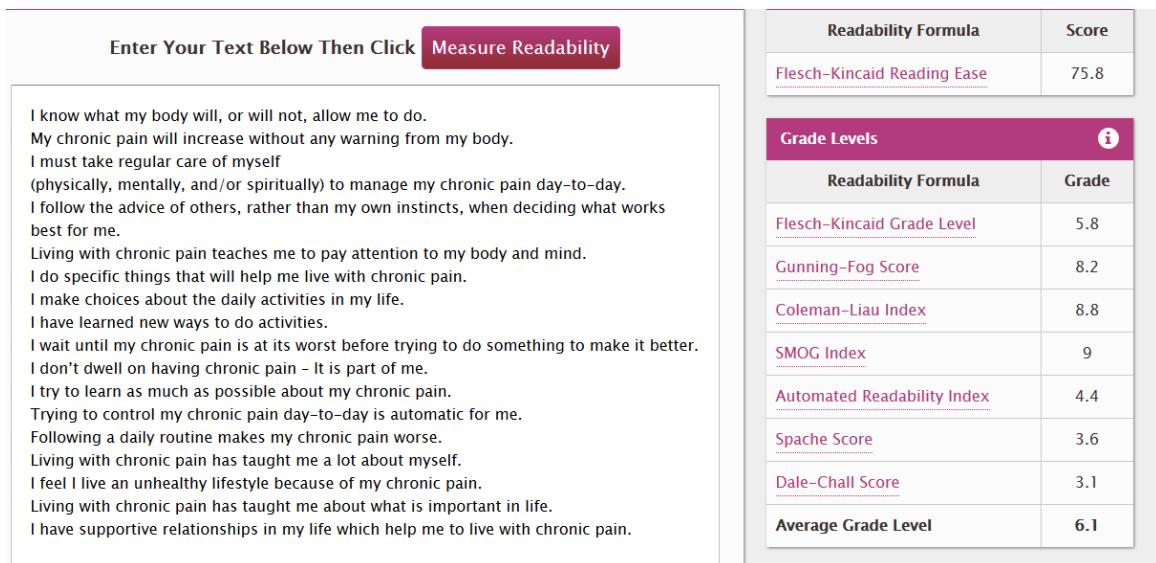 Enter Your Text Below Then Click Measure Readability
I know what my body will, or will not, allow me to do.
My chronic pain will increase without any warning from my body.
I must take regular care of myself
(physically, mentally, and/or spiritually) to manage my chronic pain day-to-day.
I follow the advice of others, rather than my own instincts, when deciding what works
best for me.
Living with chronic pain teaches me to pay attention to my body and mind.
I do specific things that will help me live with chronic pain.
I make choices about the daily activities in my life.
I have learned new ways to do activities.
I wait until my chronic pain is at its worst before trying to do something to make it better.
I don’t dwell on having chronic pain – It is part of me.
I try to learn as much as possible about my chronic pain.
Trying to control my chronic pain day-to-day is automatic for me.
Following a daily routine makes my chronic pain worse.
Living with chronic pain has taught me a lot about myself.
I feel I live an unhealthy lifestyle because of my chronic pain.
Living with chronic pain has taught me about what is important in life.
I have supportive relationships in my life which help me to live with chronic pain.
Readability Formula Score
Flesch-Kincaid Reading Ease 75.8
Grade Levels i
Readability Formula Grade
Flesch-Kincaid Grade Level 5.8
Gunning-Fog Score 8.2
Coleman-Liau Index 8.8
SMOG Index 9
Automated Readability Index 4.4
Spache Score 3.6
Dale-Chall Score 3.1
Average Grade Level 6.1